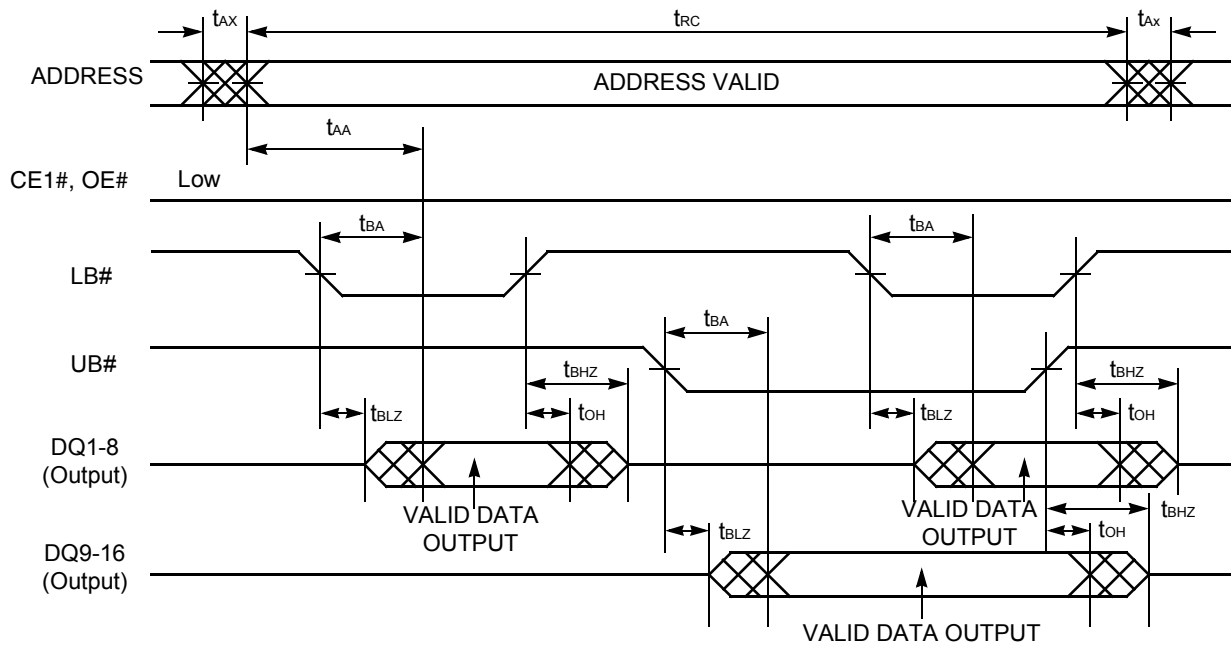 tAX
tRC
tAx
ADDRESS
ADDRESS VALID
tAA
CE1#, OE#
Low
tBA
tBA
LB#
tBA
UB#
tBHZ
tBHZ
tBLZ
tOH
tBLZ
tOH
DQ1-8
(Output)
VALID DATA
OUTPUT
VALID DATA
OUTPUT
tBHZ
tBLZ
tOH
DQ9-16
(Output)
VALID DATA OUTPUT